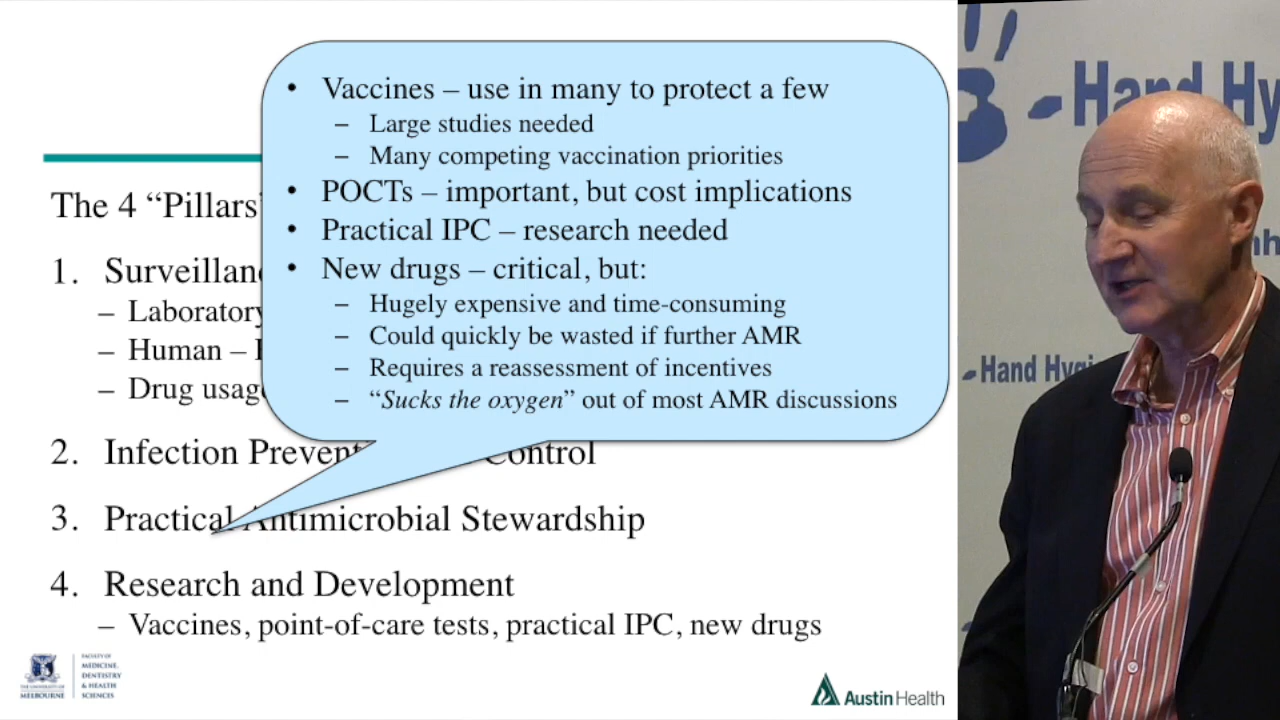 • Vaccines – use in many to protect a few
– Large studies needed
– Many competing vaccination priorities
• POCTs – important, but cost implications
• Practical IPC – research needed
• New drugs – critical, but:
– Hugely expensive and time-consuming
– Could quickly be wasted if further AMR
– Requires a reassessment of incentives
– “Sucks the oxygen” out of most AMR discussions
The 4 “Pillars
1. Surveillan
– Laboratory
– Human –
– Drug usag
2. Infection Prevent Control
3. Practical Antimicrobial Stewardship
4. Research and Development
– Vaccines, point-of-care tests, practical IPC, new drugs
THE UNIVERSITY OF
MELBOURNE
FACULTY OF
MEDICINE,
DENTISTRY
& HEALTH
SCIENCES
Austin Health
-Hand Hy
-Hand Hygi